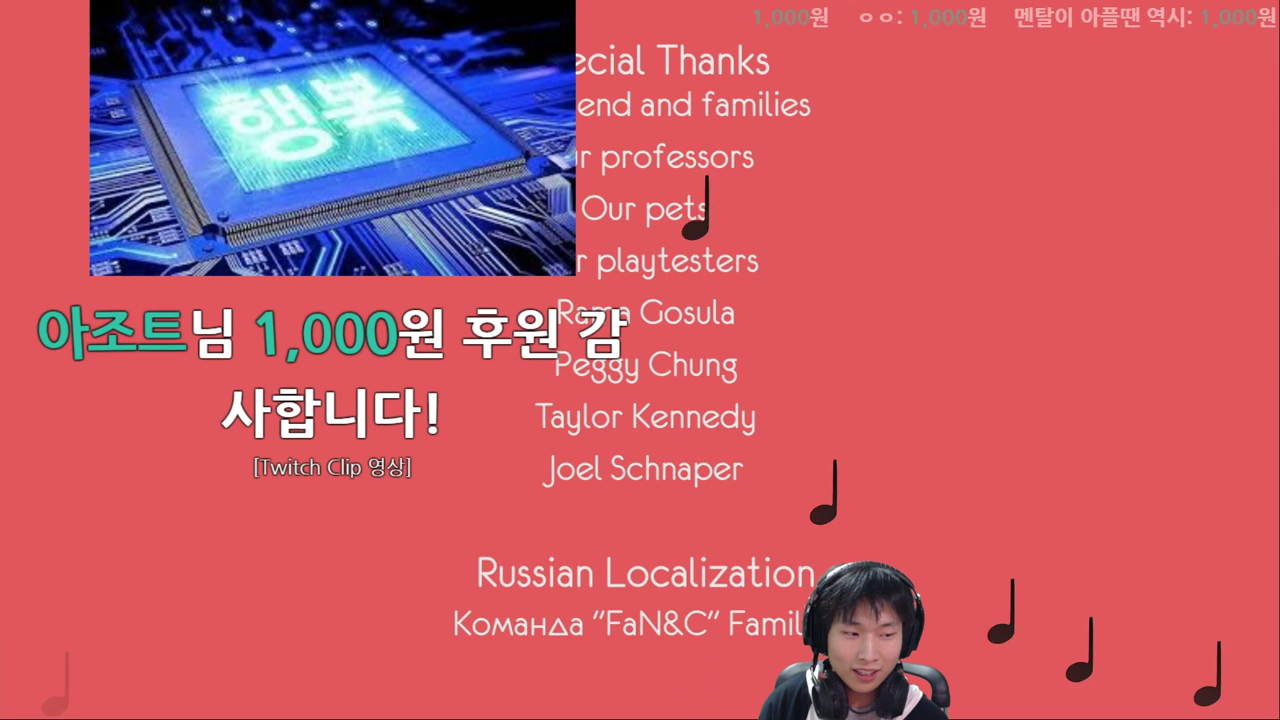 1,000원 ㅇㅇ: 1,000원 멘탈이 아플땐 역시: 1,000원
행복
ecial Thanks
end and families
ur professors
Our pets
r playtesters
Rama Gosula
아조트님 1,000원 후원 감
사합니다!
[Twitch Clip 영상]
Peggy Chung
Taylor Kennedy
Joel Schnaper
Russian Localization
Команда “FaN&C” Famil